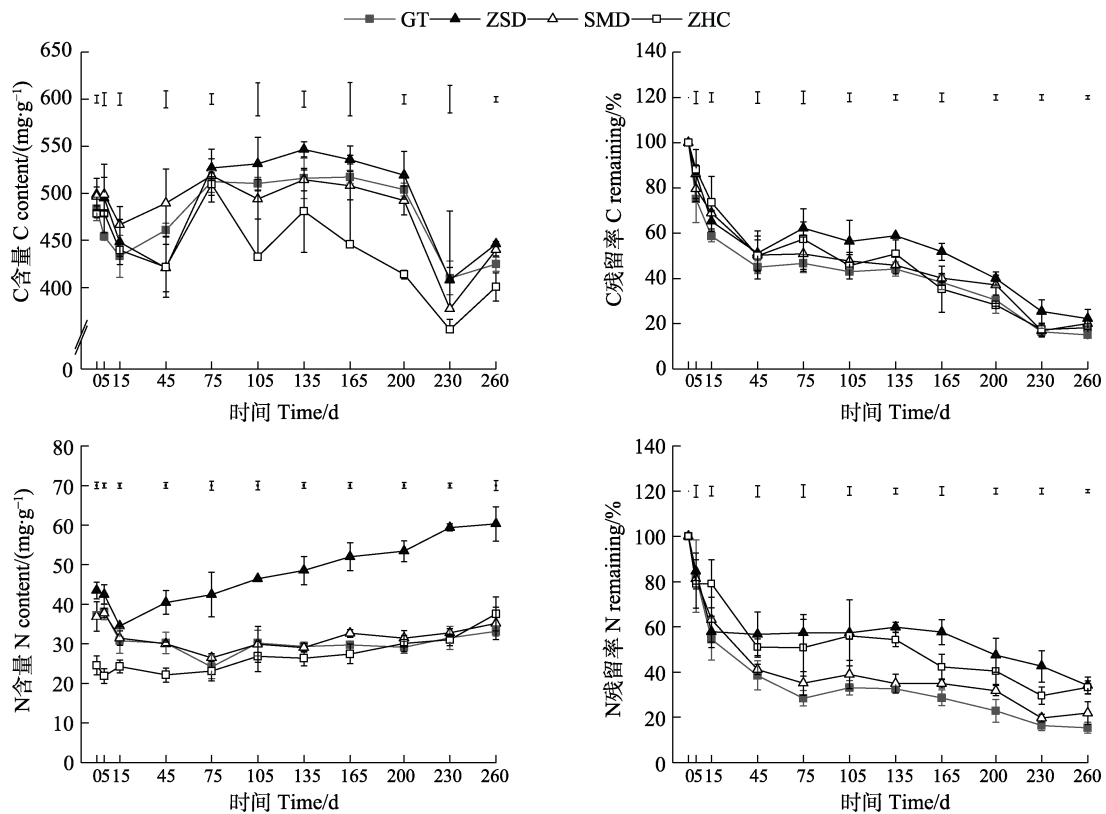 GT ZSD SMD ZHC
C含量 C content/(mg·g⁻¹)
650
600
550
500
450
400
0
0 5 15 45 75 105 135 165 200 230 260
时间 Time/d
C残留率 C remaining/%
140
120
100
80
60
40
20
0
0 5 15 45 75 105 135 165 200 230 260
时间 Time/d
N含量 N content/(mg·g⁻¹)
80
70
60
50
40
30
20
10
0
0 5 15 45 75 105 135 165 200 230 260
时间 Time/d
N残留率 N remaining/%
140
120
100
80
60
40
20
0
0 5 15 45 75 105 135 165 200 230 260
时间 Time/d